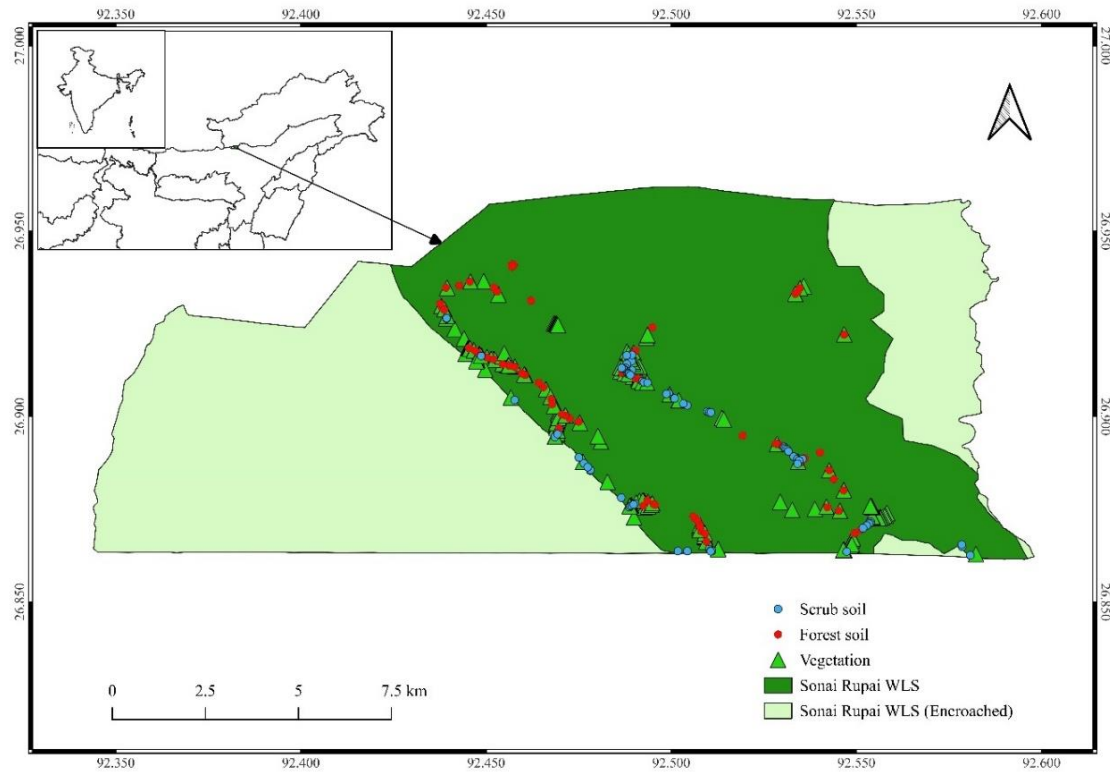 92.350 92.400 92.450 92.500 92.550 92.600
27.000 27.000
26.950 26.950
26.900 26.900
26.850 26.850
Scrub soil
Forest soil
Vegetation
Sonai Rupai WLS
Sonai Rupai WLS (Encroached)
0 2.5 5 7.5 km
92.350 92.400 92.450 92.500 92.550 92.600